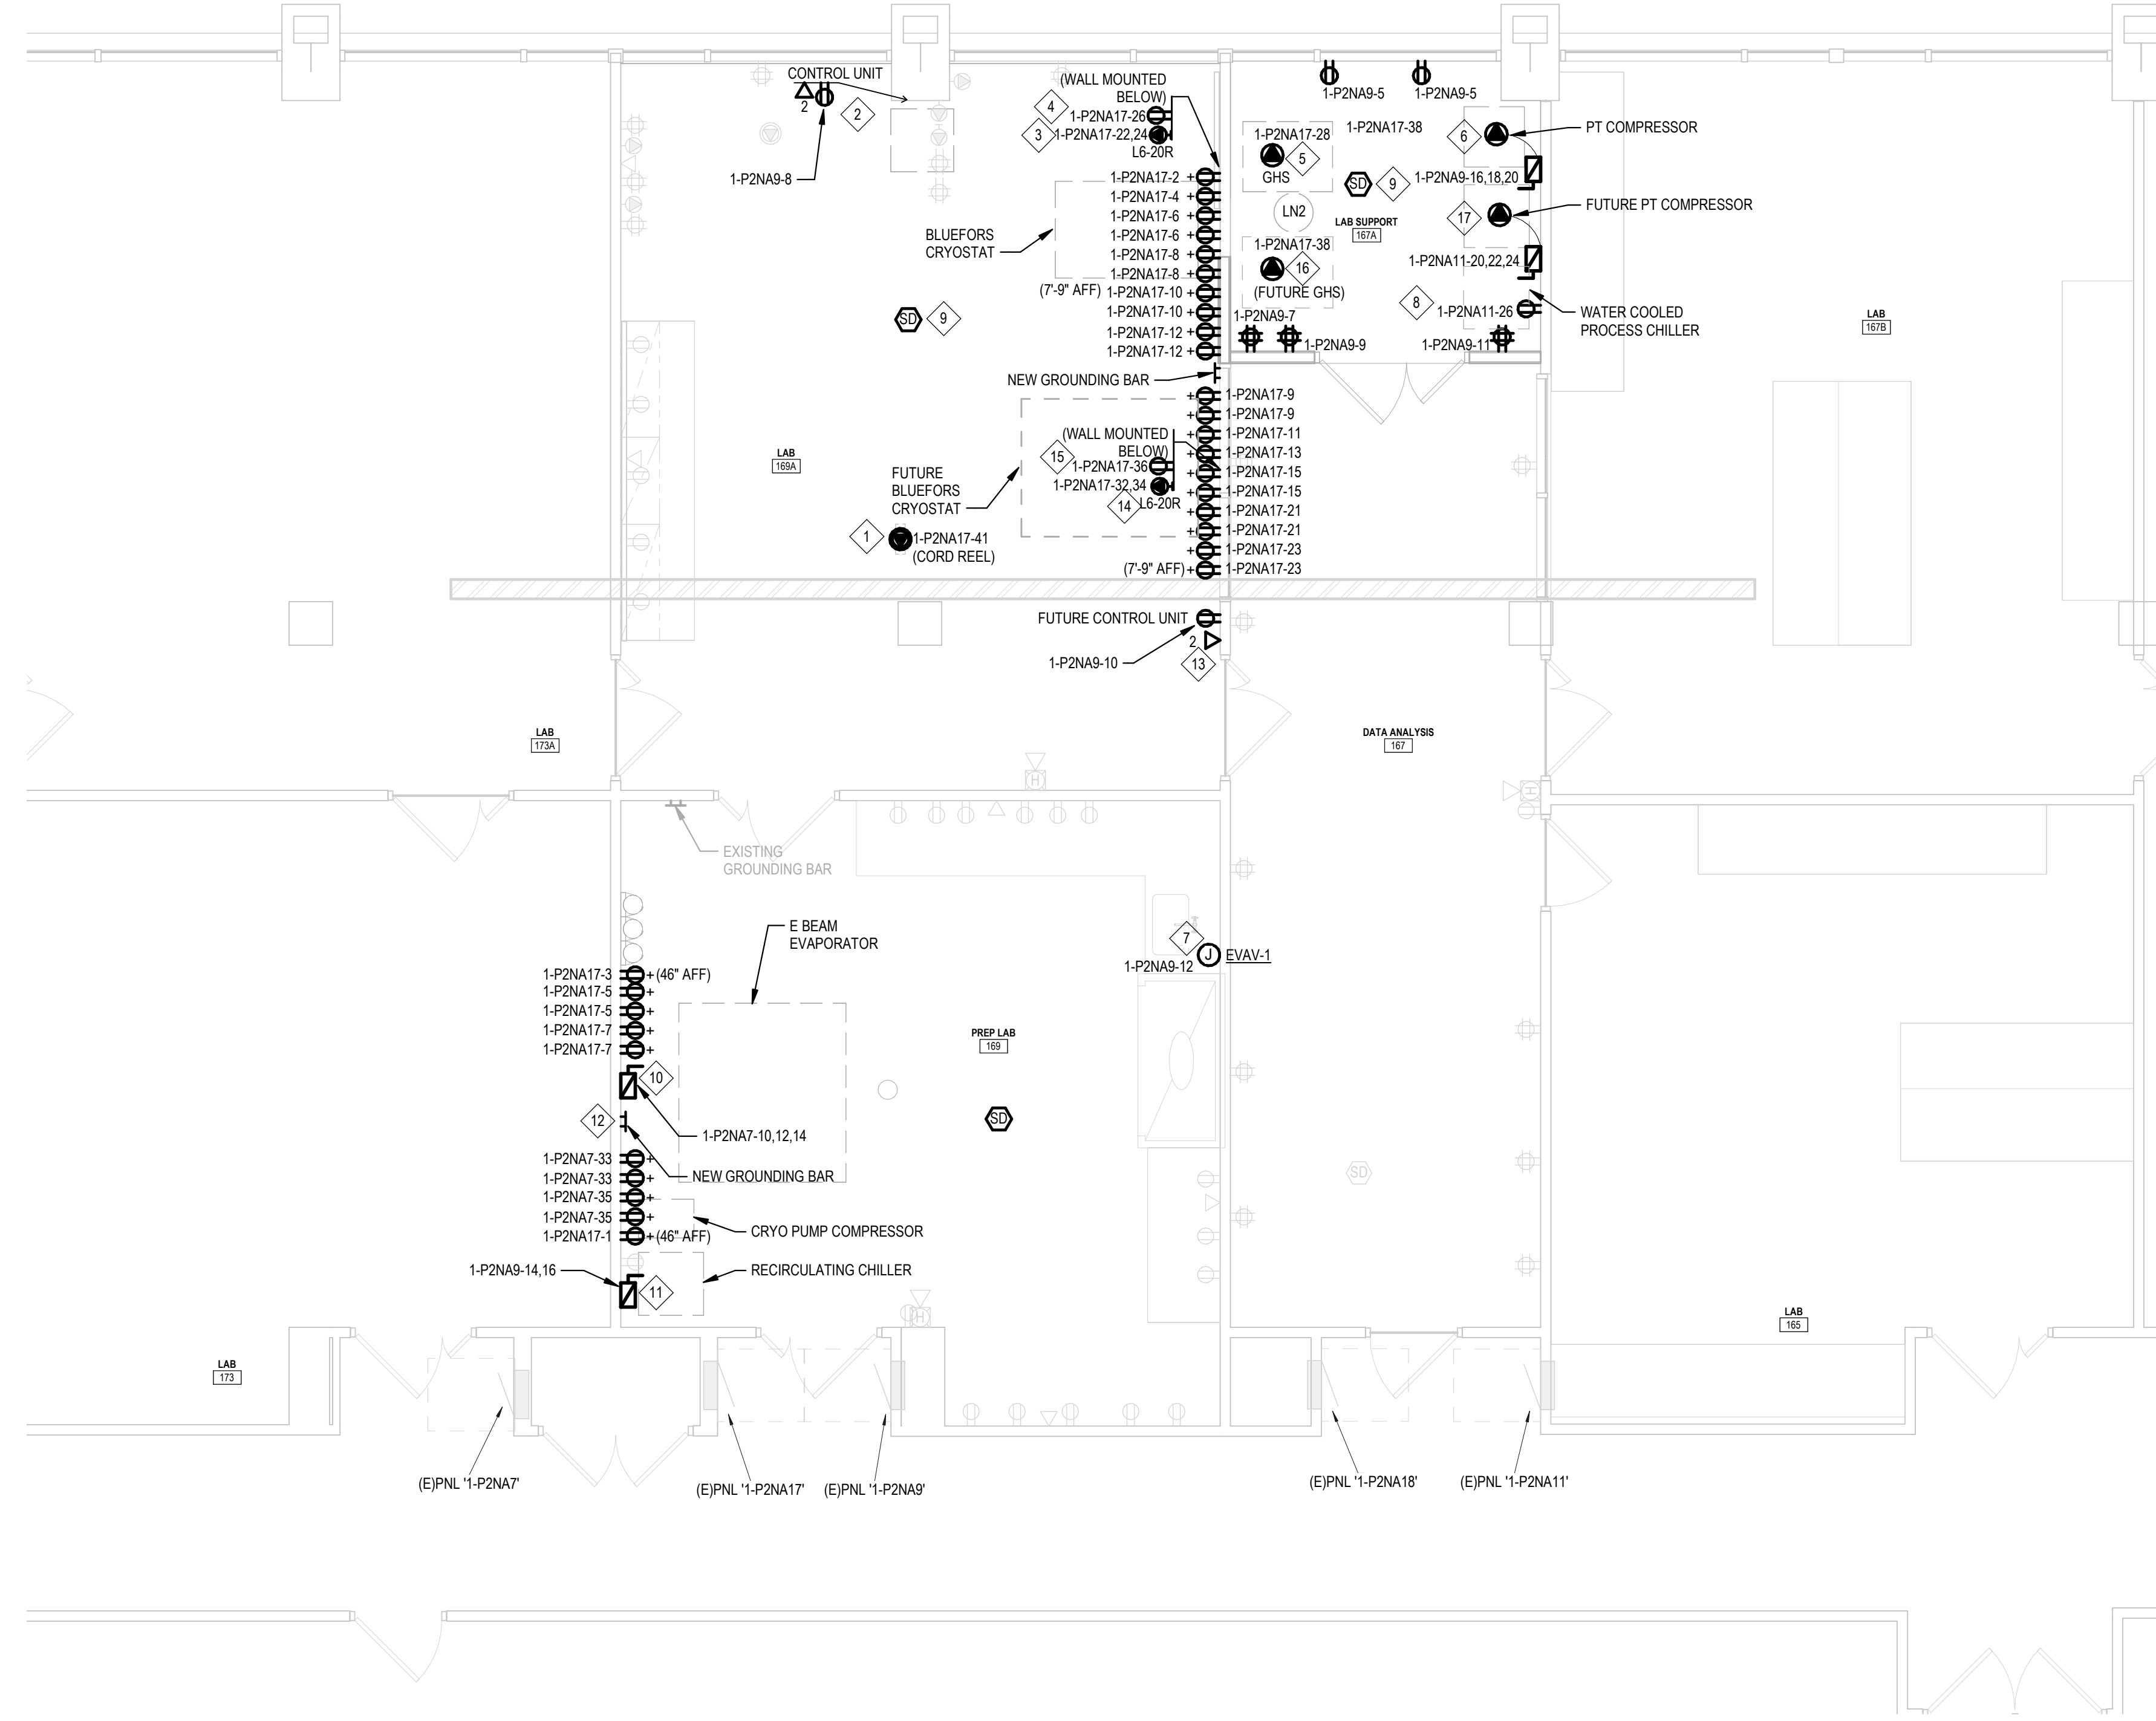 CONTROL UNIT
2
2
1-P2NA9-8
(WALL MOUNTED
BELOW)
4
1-P2NA17-26
3
1-P2NA17-22,24
L6-20R
1-P2NA17-2 +
1-P2NA17-4 +
1-P2NA17-6 +
1-P2NA17-6 +
1-P2NA17-8 +
1-P2NA17-8 +
(7'-9" AFF) 1-P2NA17-10 +
1-P2NA17-10 +
1-P2NA17-12 +
1-P2NA17-12 +
BLUEFORS
CRYOSTAT
SD
9
NEW GROUNDING BAR
1-P2NA9-5
1-P2NA9-5
1-P2NA17-28
5
GHS
1-P2NA17-38
6
PT COMPRESSOR
SD
9
1-P2NA9-16,18,20
LN2
LAB SUPPORT
167A
17
FUTURE PT COMPRESSOR
1-P2NA17-38
16
(FUTURE GHS)
1-P2NA11-20,22,24
8
1-P2NA11-26
WATER COOLED
PROCESS CHILLER
1-P2NA9-7
1-P2NA9-9
1-P2NA9-11
LAB
167B
+ 1-P2NA17-9
+ 1-P2NA17-9
+ 1-P2NA17-11
+ 1-P2NA17-13
+ 1-P2NA17-15
+ 1-P2NA17-15
+ 1-P2NA17-21
+ 1-P2NA17-21
+ 1-P2NA17-23
(7'-9" AFF) + 1-P2NA17-23
(WALL MOUNTED
BELOW)
15
1-P2NA17-36
1-P2NA17-32,34
14
L6-20R
LAB
169A
FUTURE
BLUEFORS
CRYOSTAT
1
1-P2NA17-41
(CORD REEL)
FUTURE CONTROL UNIT
2
1-P2NA9-10
13
LAB
173A
DATA ANALYSIS
167
H
H
EXISTING
GROUNDING BAR
E BEAM
EVAPORATOR
7
J
EVAV-1
1-P2NA9-12
1-P2NA17-3 + (46" AFF)
1-P2NA17-5 +
1-P2NA17-5 +
1-P2NA17-7 +
1-P2NA17-7 +
10
PREP LAB
169
SD
12
1-P2NA7-10,12,14
NEW GROUNDING BAR
SD
1-P2NA7-33 +
1-P2NA7-33 +
1-P2NA7-35 +
1-P2NA7-35 +
1-P2NA17-1 + (46" AFF)
CRYO PUMP COMPRESSOR
1-P2NA9-14,16
11
RECIRCULATING CHILLER
H
LAB
173
LAB
165
(E)PNL '1-P2NA7'
(E)PNL '1-P2NA17'
(E)PNL '1-P2NA9'
(E)PNL '1-P2NA18'
(E)PNL '1-P2NA11'